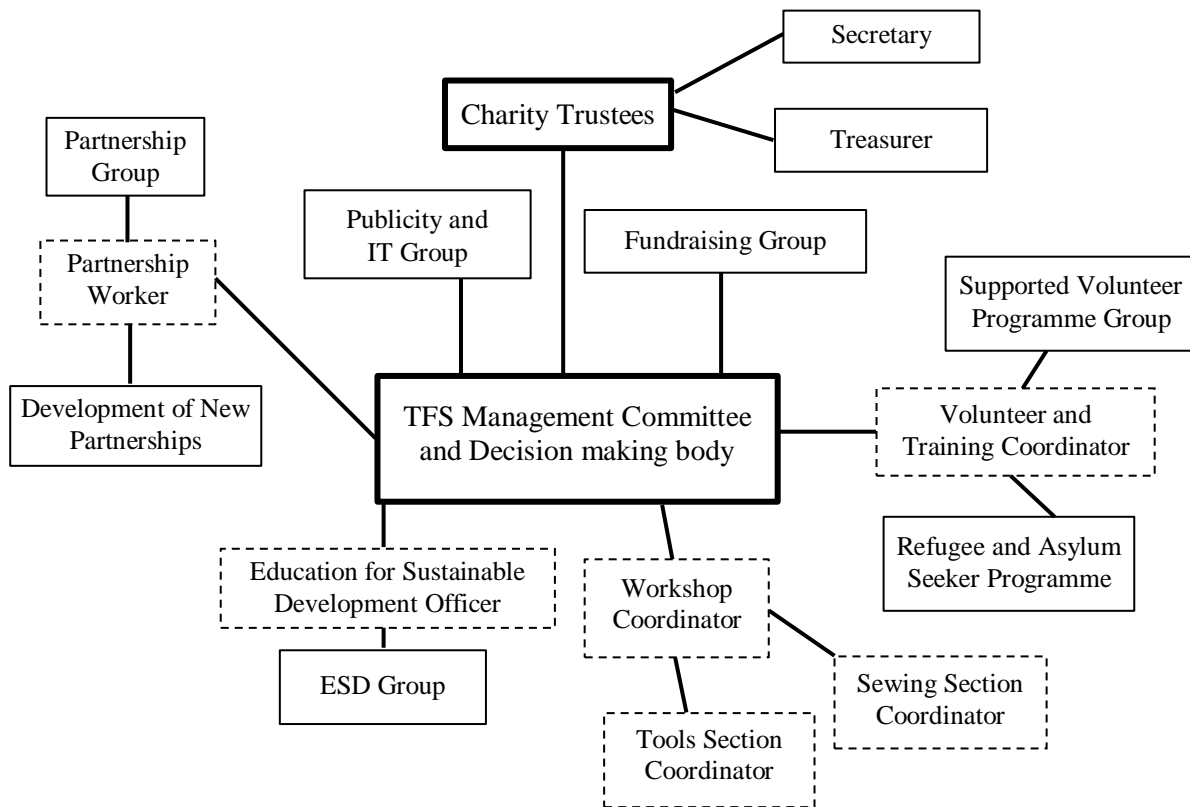 Secretary
Charity Trustees
Treasurer
Partnership
Group
Publicity and
IT Group
Fundraising Group
Partnership
Worker
Supported Volunteer
Programme Group
Development of New
Partnerships
TFS Management Committee
and Decision making body
Volunteer and
Training Coordinator
Education for Sustainable
Development Officer
Workshop
Coordinator
Refugee and Asylum
Seeker Programme
ESD Group
Sewing Section
Coordinator
Tools Section
Coordinator